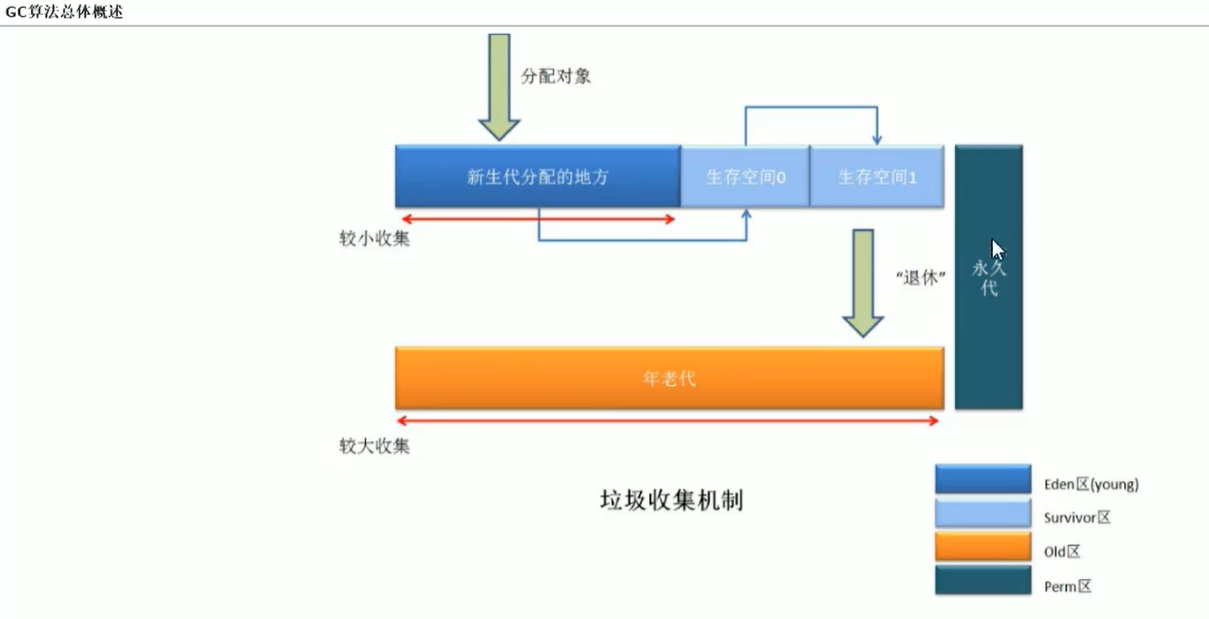 GC算法总体概述
分配对象
新生代分配的地方
生存空间0
生存空间1
较小收集
“退休”
永久
代
年老代
较大收集
垃圾收集机制
Eden区(young)
Survivor区
Old区
Perm区